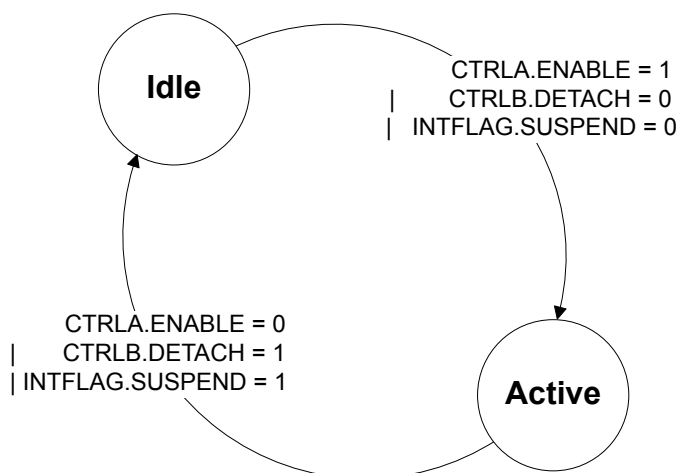 Idle
CTRLA.ENABLE = 1
| CTRLB.DETACH = 0
| INTFLAG.SUSPEND = 0
CTRLA.ENABLE = 0
| CTRLB.DETACH = 1
| INTFLAG.SUSPEND = 1
Active